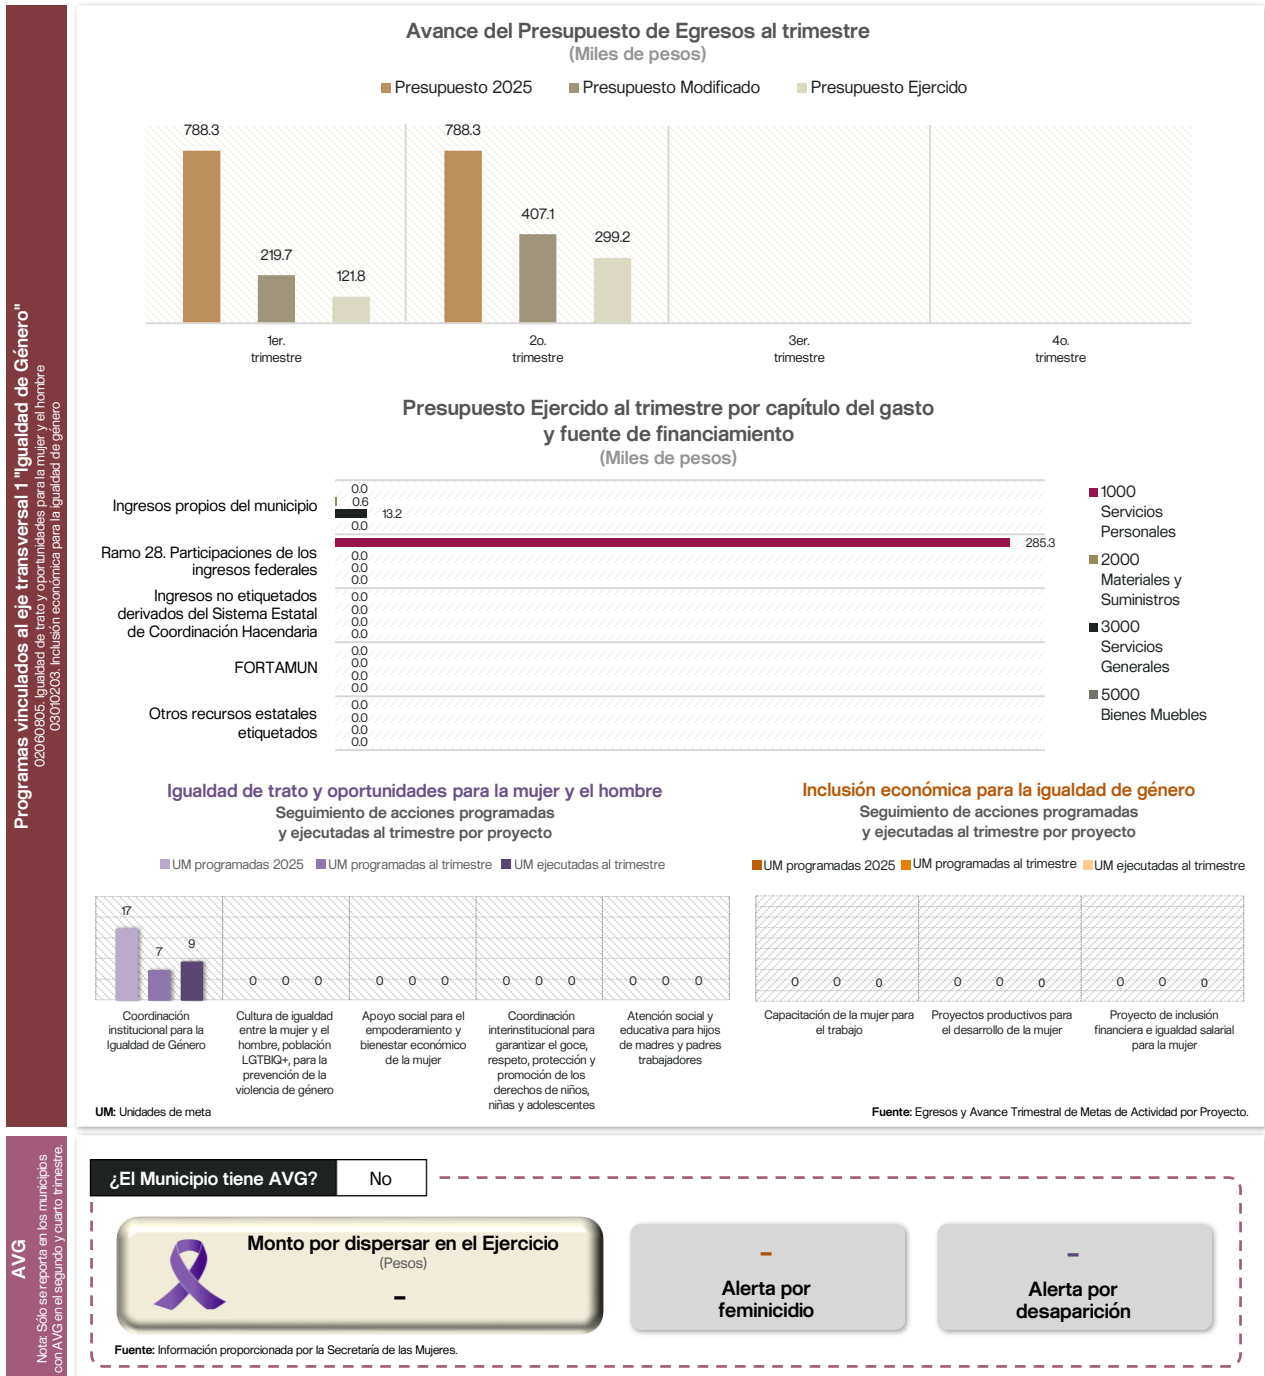 Programas vinculados al eje transversal 1 "Igualdad de Género"
02060805. Igualdad de trato y oportunidades para la mujer y el hombre
03010203. Inclusión económica para la igualdad de género
Avance del Presupuesto de Egresos al trimestre
(Miles de pesos)
Presupuesto 2025 Presupuesto Modificado Presupuesto Ejercido
788.3 788.3
407.1
299.2
219.7
121.8
1er. 2o. 3er. 4o.
trimestre trimestre trimestre trimestre
Presupuesto Ejercido al trimestre por capítulo del gasto
y fuente de financiamiento
(Miles de pesos)
Ingresos propios del municipio
0.0
0.6
13.2
0.0
Ramo 28. Participaciones de los
ingresos federales
285.3
0.0
0.0
0.0
Ingresos no etiquetados
derivados del Sistema Estatal
de Coordinación Hacendaria
0.0
0.0
0.0
0.0
FORTAMUN
0.0
0.0
0.0
0.0
Otros recursos estatales
etiquetados
0.0
0.0
0.0
0.0
1000
Servicios
Personales
2000
Materiales y
Suministros
3000
Servicios
Generales
5000
Bienes Muebles
Igualdad de trato y oportunidades para la mujer y el hombre
Seguimiento de acciones programadas
y ejecutadas al trimestre por proyecto
UM programadas 2025 UM programadas al trimestre UM ejecutadas al trimestre
17 7 9
0 0 0
0 0 0
0 0 0
0 0 0
Coordinación
institucional para la
Igualdad de Género
Cultura de igualdad
entre la mujer y el
hombre, población
LGTBIQ+, para la
prevención de la
violencia de género
Apoyo social para el
empoderamiento y
bienestar económico
de la mujer
Coordinación
interinstitucional para
garantizar el goce,
respeto, protección y
promoción de los
derechos de niños,
niñas y adolescentes
Atención social y
educativa para hijos
de madres y padres
trabajadores
UM: Unidades de meta
Inclusión económica para la igualdad de género
Seguimiento de acciones programadas
y ejecutadas al trimestre por proyecto
UM programadas 2025 UM programadas al trimestre UM ejecutadas al trimestre
0 0 0
0 0 0
0 0 0
Capacitación de la mujer para
el trabajo
Proyectos productivos para
el desarrollo de la mujer
Proyecto de inclusión
financiera e igualdad salarial
para la mujer
Fuente: Egresos y Avance Trimestral de Metas de Actividad por Proyecto.
AVG
Nota: Sólo se reporta en los municipios
con AVG en el segundo y cuarto trimestre.
¿El Municipio tiene AVG? No
Monto por dispersar en el Ejercicio
(Pesos)
-
-
Alerta por
feminicidio
-
Alerta por
desaparición
Fuente: Información proporcionada por la Secretaría de las Mujeres.